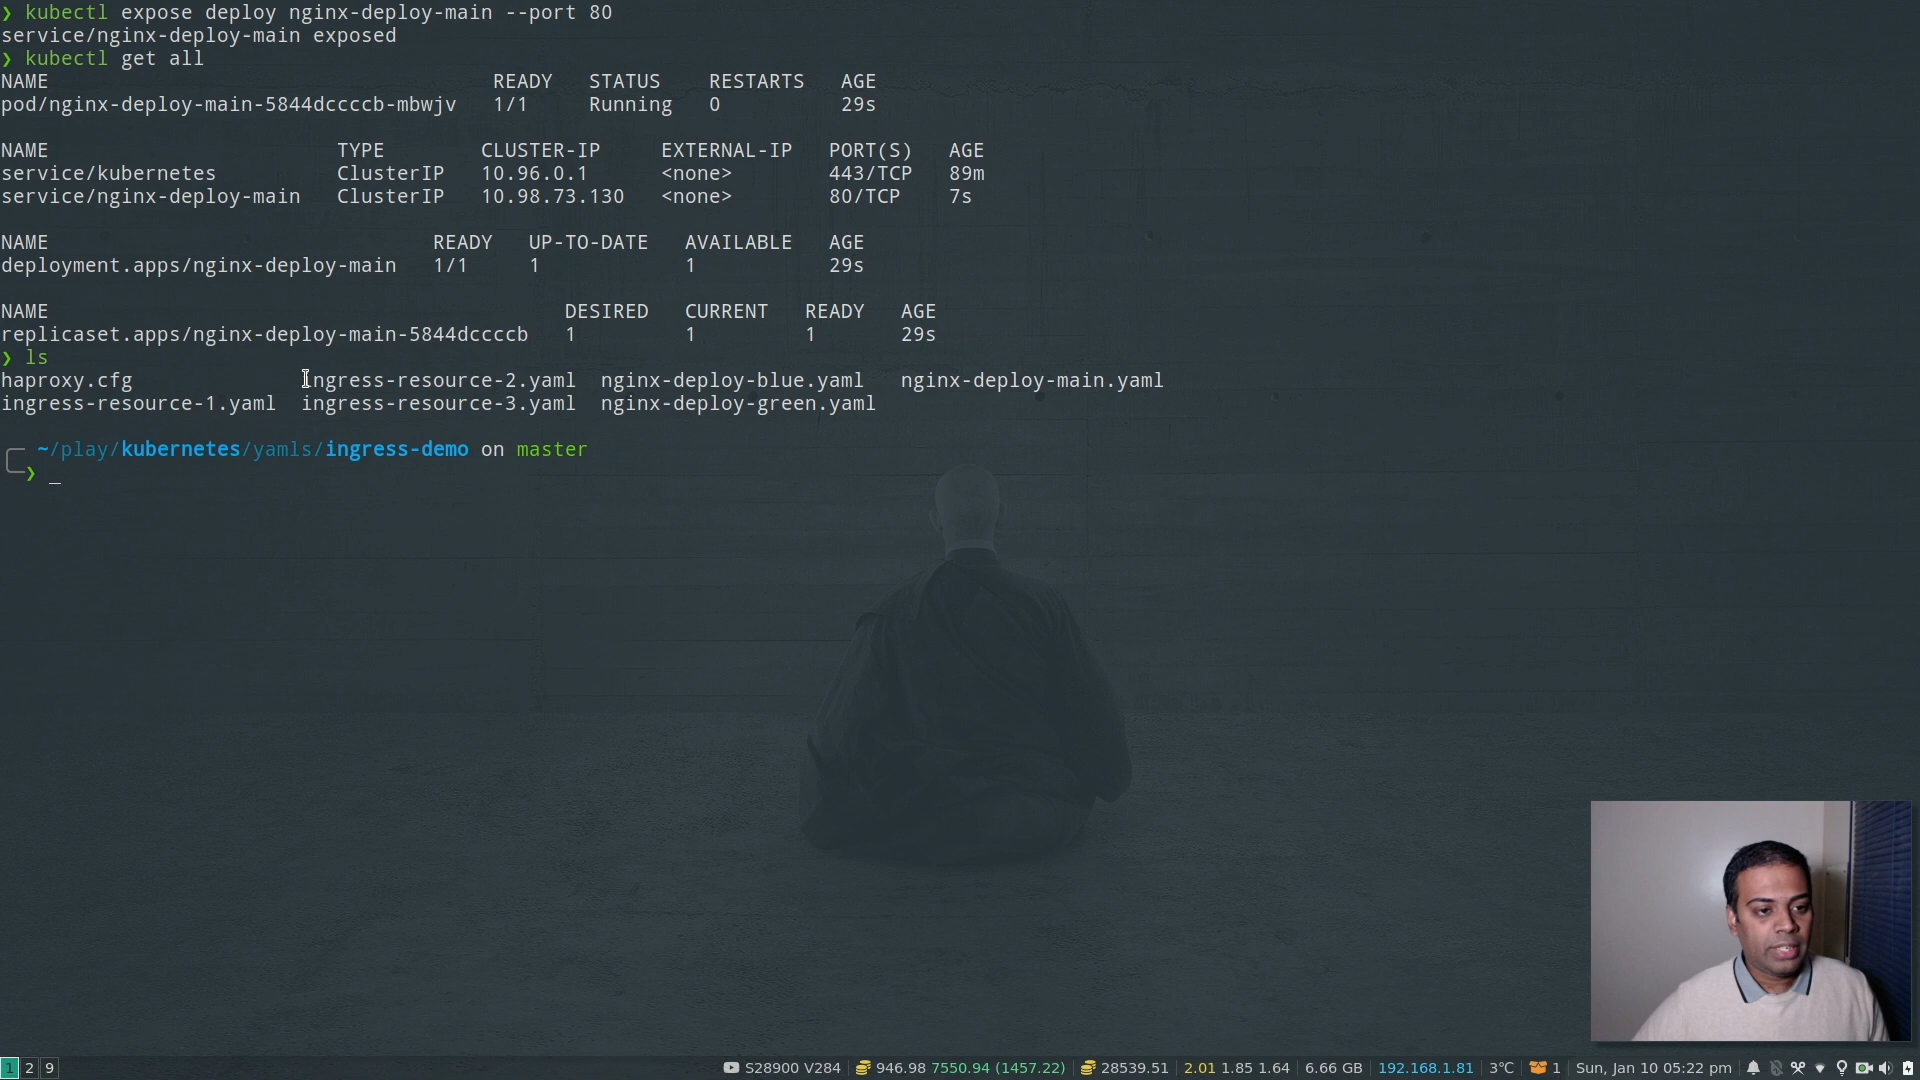 ❯ kubectl expose deploy nginx-deploy-main --port 80
service/nginx-deploy-main exposed
❯ kubectl get all
NAME READY STATUS RESTARTS AGE
pod/nginx-deploy-main-5844dccccb-mbwjv 1/1 Running 0 29s
NAME TYPE CLUSTER-IP EXTERNAL-IP PORT(S) AGE
service/kubernetes ClusterIP 10.96.0.1 <none> 443/TCP 89m
service/nginx-deploy-main ClusterIP 10.98.73.130 <none> 80/TCP 7s
NAME READY UP-TO-DATE AVAILABLE AGE
deployment.apps/nginx-deploy-main 1/1 1 1 29s
NAME DESIRED CURRENT READY AGE
replicaset.apps/nginx-deploy-main-5844dccccb 1 1 1 29s
❯ ls
haproxy.cfg ingress-resource-2.yaml nginx-deploy-blue.yaml nginx-deploy-main.yaml
ingress-resource-1.yaml ingress-resource-3.yaml nginx-deploy-green.yaml
~/play/kubernetes/yamls/ingress-demo on master
❯ _
1 2 9 S28900 V284 946.98 7550.94 (1457.22) 28539.51 2.01 1.85 1.64 6.66 GB 192.168.1.81 3°C 1 Sun, Jan 10 05:22 pm